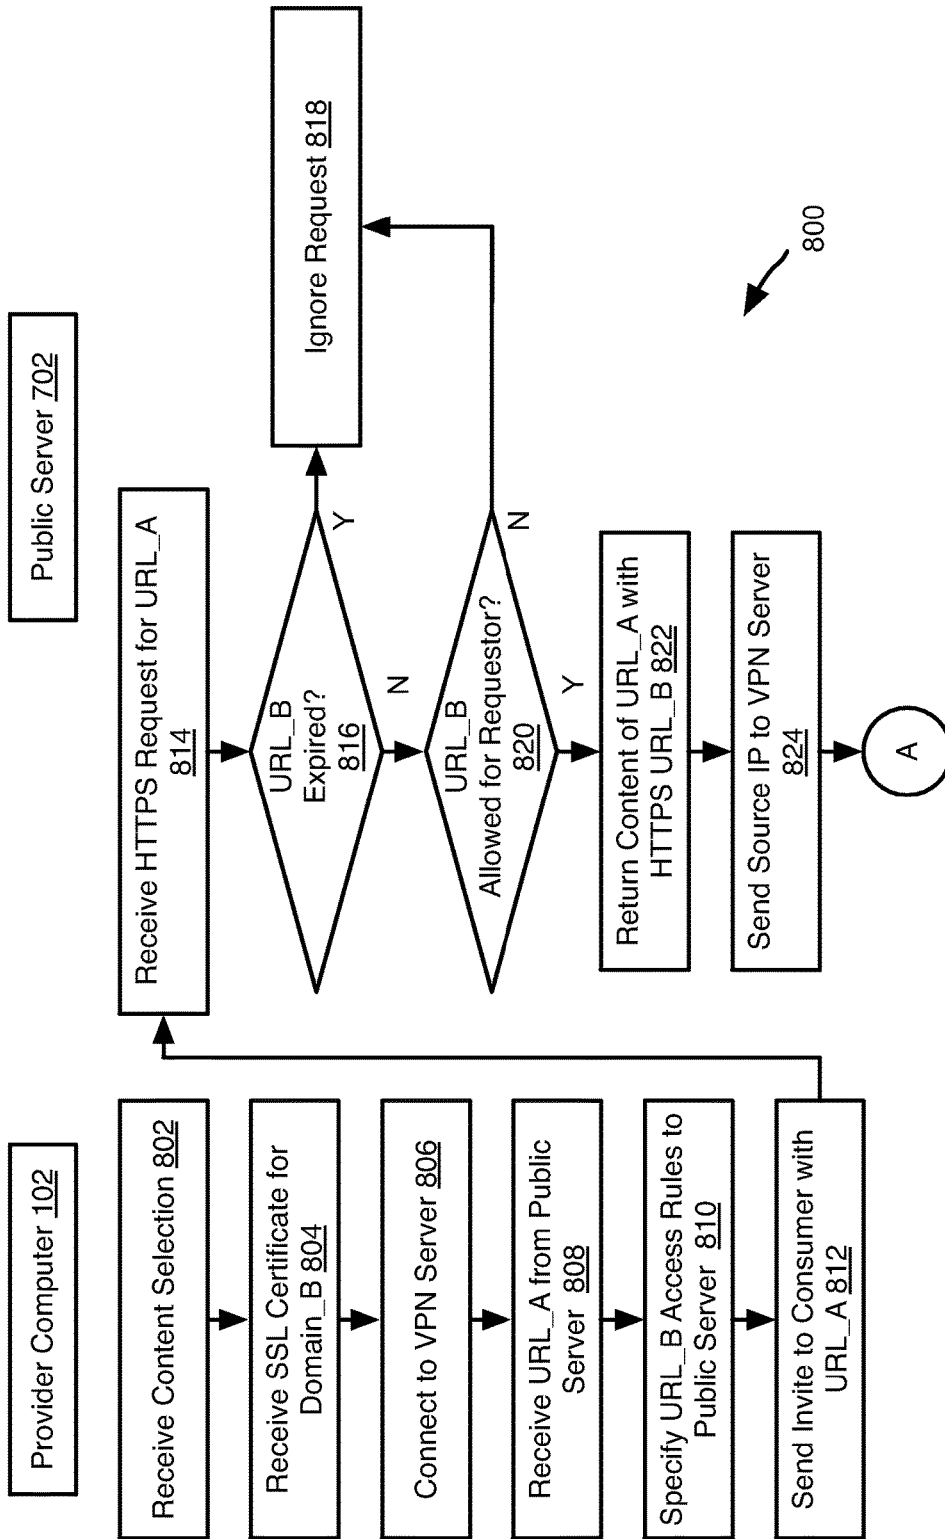 Provider Computer 102
Receive Content Selection 802
Receive SSL Certificate for
Domain_B 804
Connect to VPN Server 806
Receive URL_A from Public
Server 808
Specify URL_B Access Rules to
Public Server 810
Send Invite to Consumer with
URL_A 812
Public Server 702
Receive HTTPS Request for URL_A
814
URL_B
Expired?
816
Y
N
Ignore Request 818
URL_B
Allowed for Requestor?
820
N
Y
Return Content of URL_A with
HTTPS URL_B 822
Send Source IP to VPN Server
824
A
800